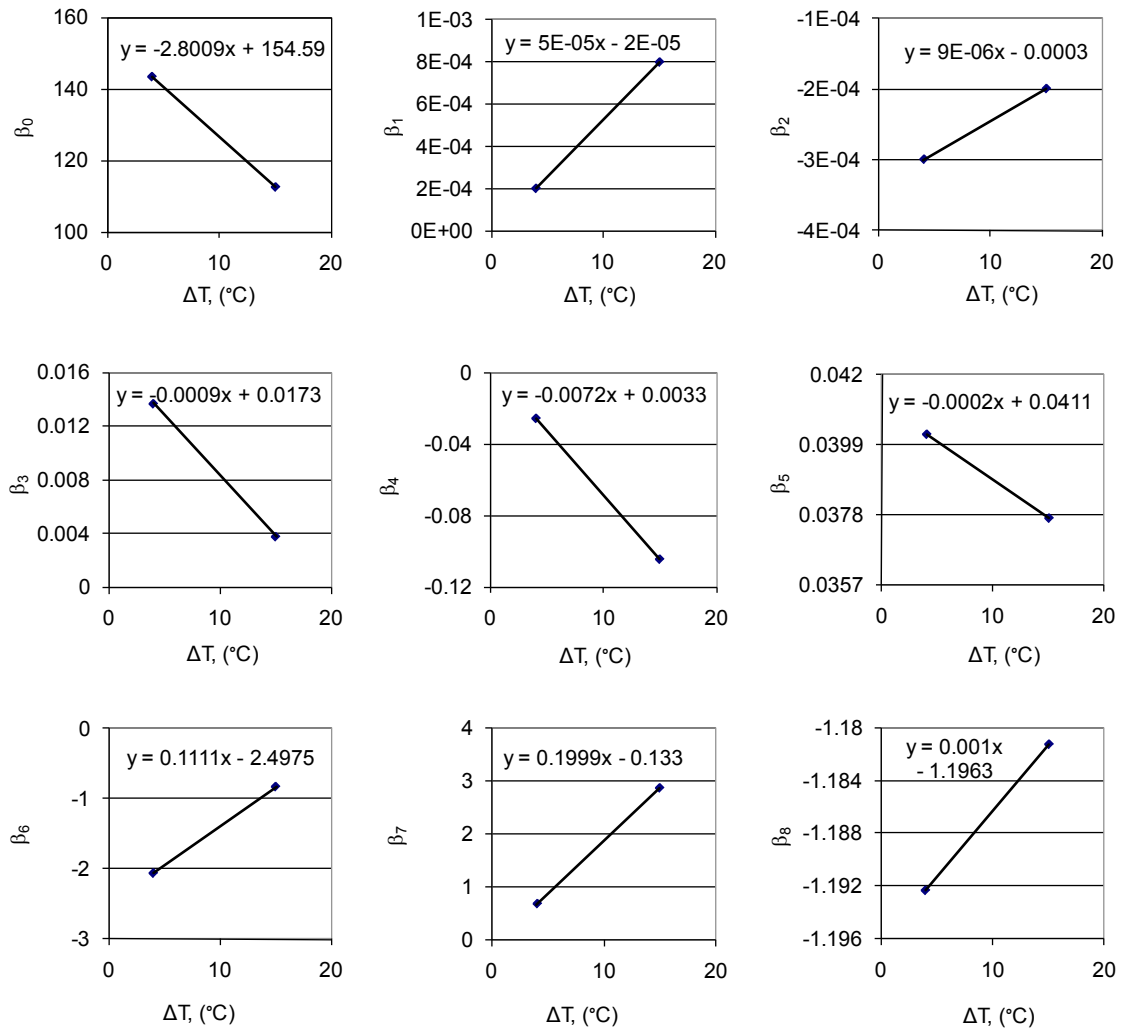 160
140
120
100
β0
y = -2.8009x + 154.59
0 10 20
ΔT, (°C)
1E-03
8E-04
6E-04
4E-04
2E-04
0E+00
β1
y = 5E-05x - 2E-05
0 10 20
ΔT, (°C)
-1E-04
-2E-04
-3E-04
-4E-04
β2
y = 9E-06x - 0.0003
0 10 20
ΔT, (°C)
0.016
0.012
0.008
0.004
0
β3
y = -0.0009x + 0.0173
0 10 20
ΔT, (°C)
0
-0.04
-0.08
-0.12
β4
y = -0.0072x + 0.0033
0 10 20
ΔT, (°C)
0.042
0.0399
0.0378
0.0357
β5
y = -0.0002x + 0.0411
0 10 20
ΔT, (°C)
0
-1
-2
-3
β6
y = 0.1111x - 2.4975
0 10 20
ΔT, (°C)
4
3
2
1
0
β7
y = 0.1999x - 0.133
0 10 20
ΔT, (°C)
-1.18
-1.184
-1.188
-1.192
-1.196
β8
y = 0.001x
- 1.1963
0 10 20
ΔT, (°C)